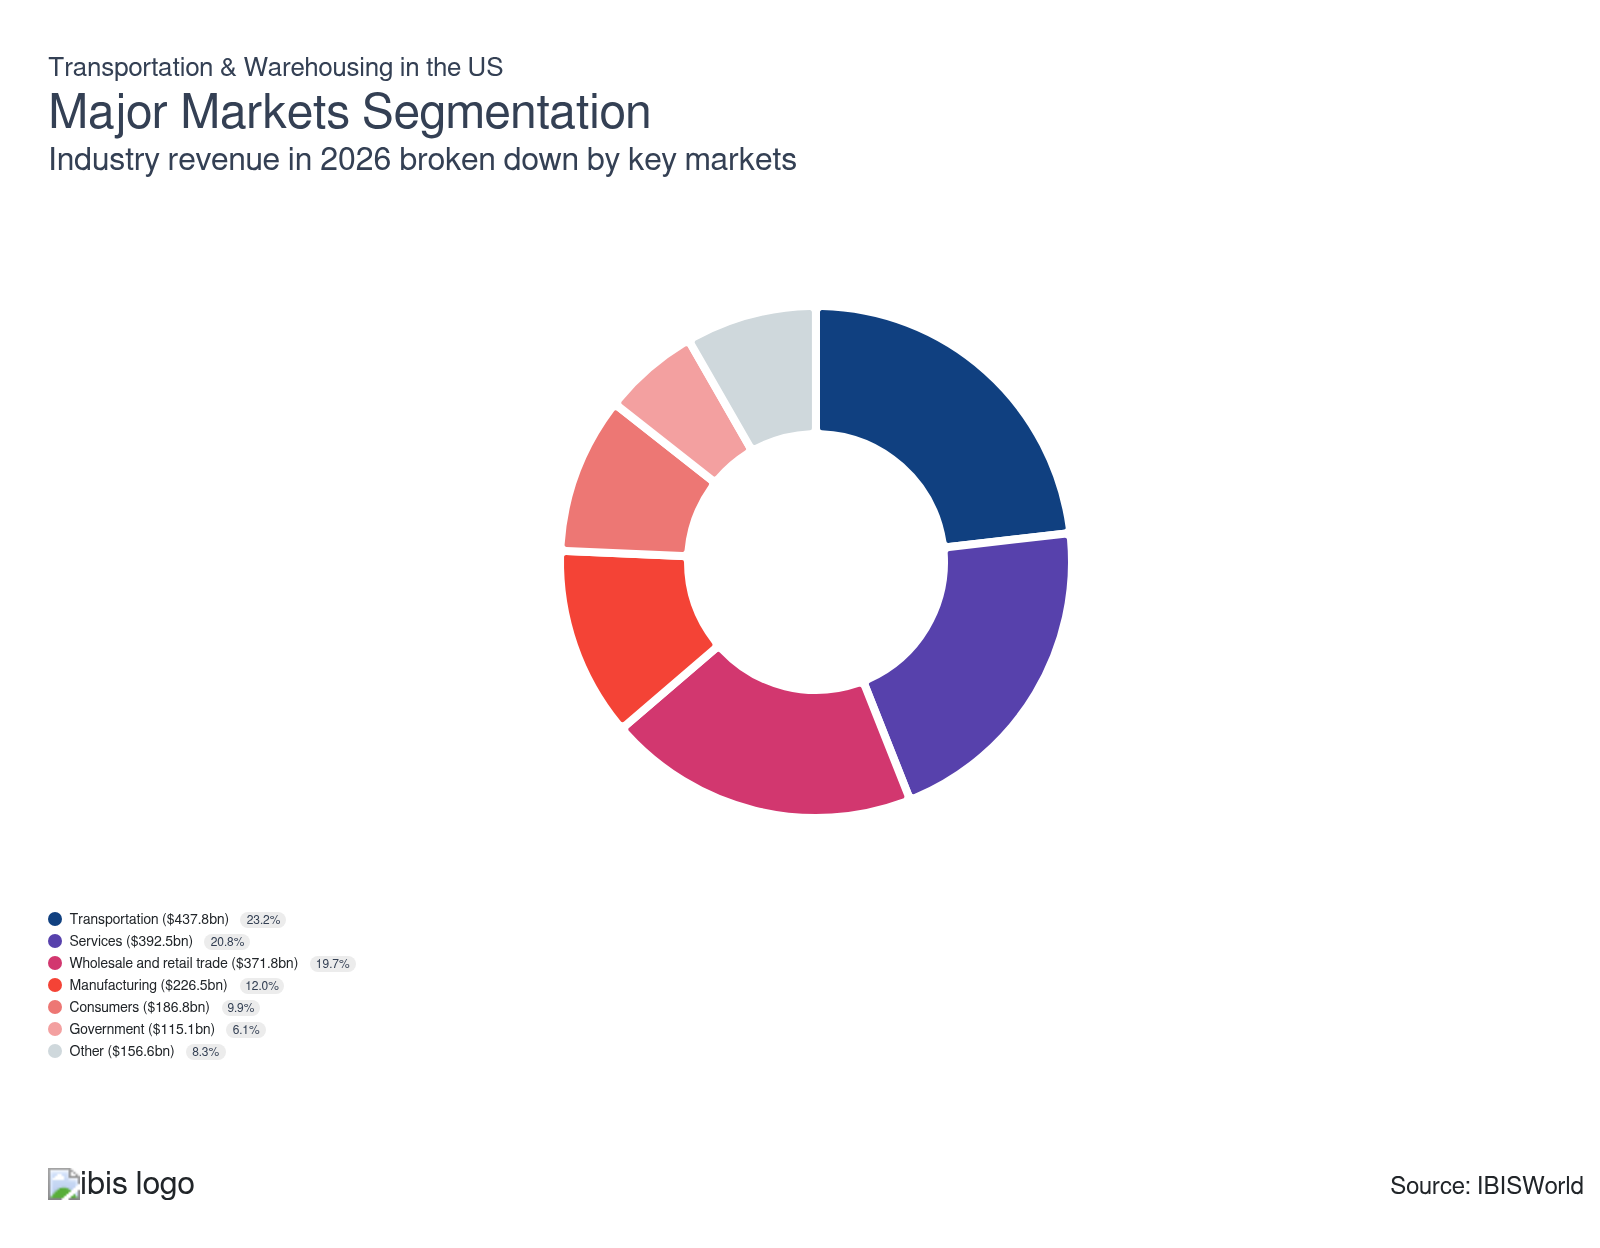 Transportation & Warehousing in the US
Major Markets Segmentation
Industry revenue in 2026 broken down by key markets
Transportation ($437.8bn) 23.2%
Services ($392.5bn) 20.8%
Wholesale and retail trade ($371.8bn) 19.7%
Manufacturing ($226.5bn) 12.0%
Consumers ($186.8bn) 9.9%
Government ($115.1bn) 6.1%
Other ($156.6bn) 8.3%
ibis logo
Source: IBISWorld